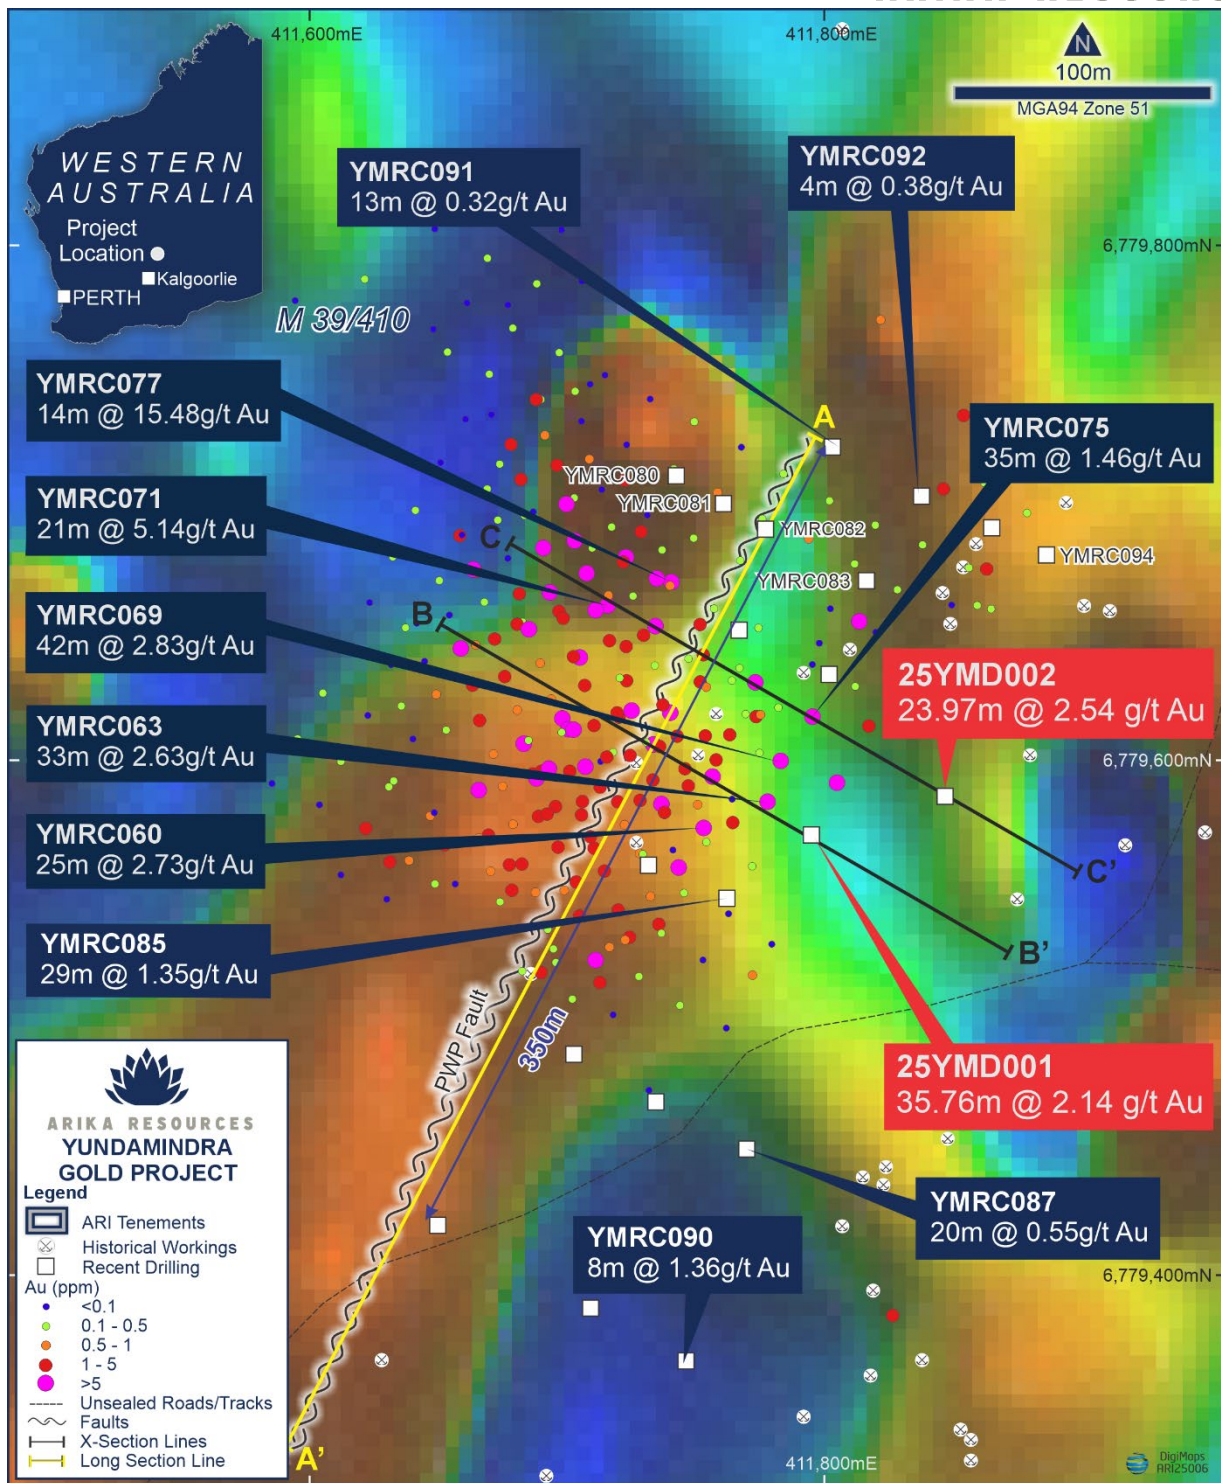 411,600mE
411,800mE
N
100m
MGA94 Zone 51
WESTERN
AUSTRALIA
Project
Location
Kalgoorlie
PERTH
M 39/410
YMRC091
13m @ 0.32g/t Au
YMRC092
4m @ 0.38g/t Au
6,779,800mN
YMRC077
14m @ 15.48g/t Au
A
YMRC075
35m @ 1.46g/t Au
YMRC080
YMRC081
YMRC071
21m @ 5.14g/t Au
C
YMRC082
YMRC083
YMRC094
YMRC069
42m @ 2.83g/t Au
B
25YMD002
23.97m @ 2.54 g/t Au
YMRC063
33m @ 2.63g/t Au
6,779,600mN
YMRC060
25m @ 2.73g/t Au
C'
YMRC085
29m @ 1.35g/t Au
B'
PWP Fault
350m
25YMD001
35.76m @ 2.14 g/t Au
ARIKA RESOURCES
YUNDAMINDRA
GOLD PROJECT
Legend
ARI Tenements
Historical Workings
Recent Drilling
Au (ppm)
<0.1
0.1 - 0.5
0.5 - 1
1 - 5
>5
Unsealed Roads/Tracks
Faults
X-Section Lines
Long Section Line
YMRC087
20m @ 0.55g/t Au
YMRC090
8m @ 1.36g/t Au
6,779,400mN
A'
411,800mE
DigiMaps
ARI25006